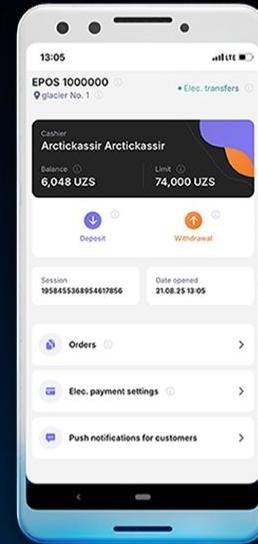 13:05
LTE
EPOS 1000000
glacier No. 1
Elec. transfers
Cashier
Arctickassir Arctickassir
Balance
Limit
6,048 UZS
74,000 UZS
Deposit
Withdrawal
Session
Date opened
1958455368954617856
21.08.25 13:05
Orders
Elec. payment settings
Push notifications for customers